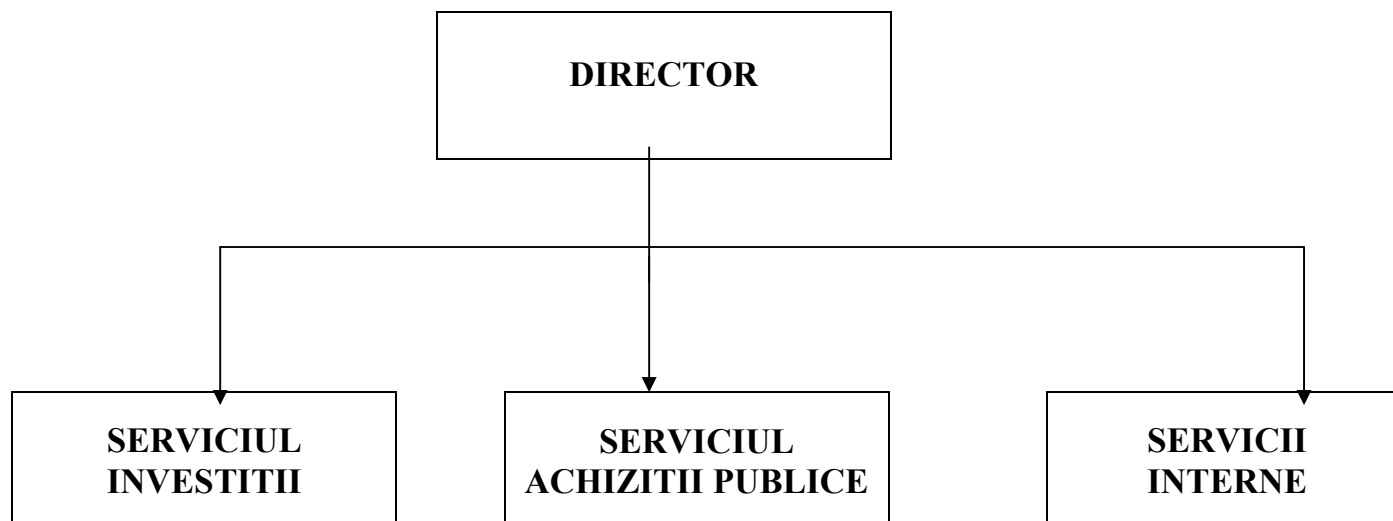 DIRECTOR
SERVICIUL
INVESTITII
SERVICIUL
ACHIZITII PUBLICE
SERVICII
INTERNE